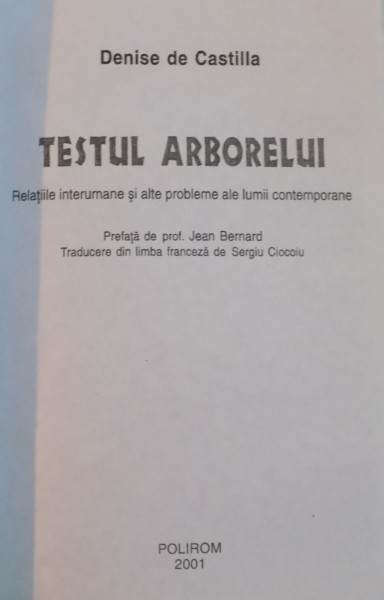 Denise de Castilla
TESTUL ARBORELUI
Relațiile interumane și alte probleme ale lumii contemporane
Prefață de prof. Jean Bernard
Traducere din limba franceză de Sergiu Ciocoiu
POLIROM
2001